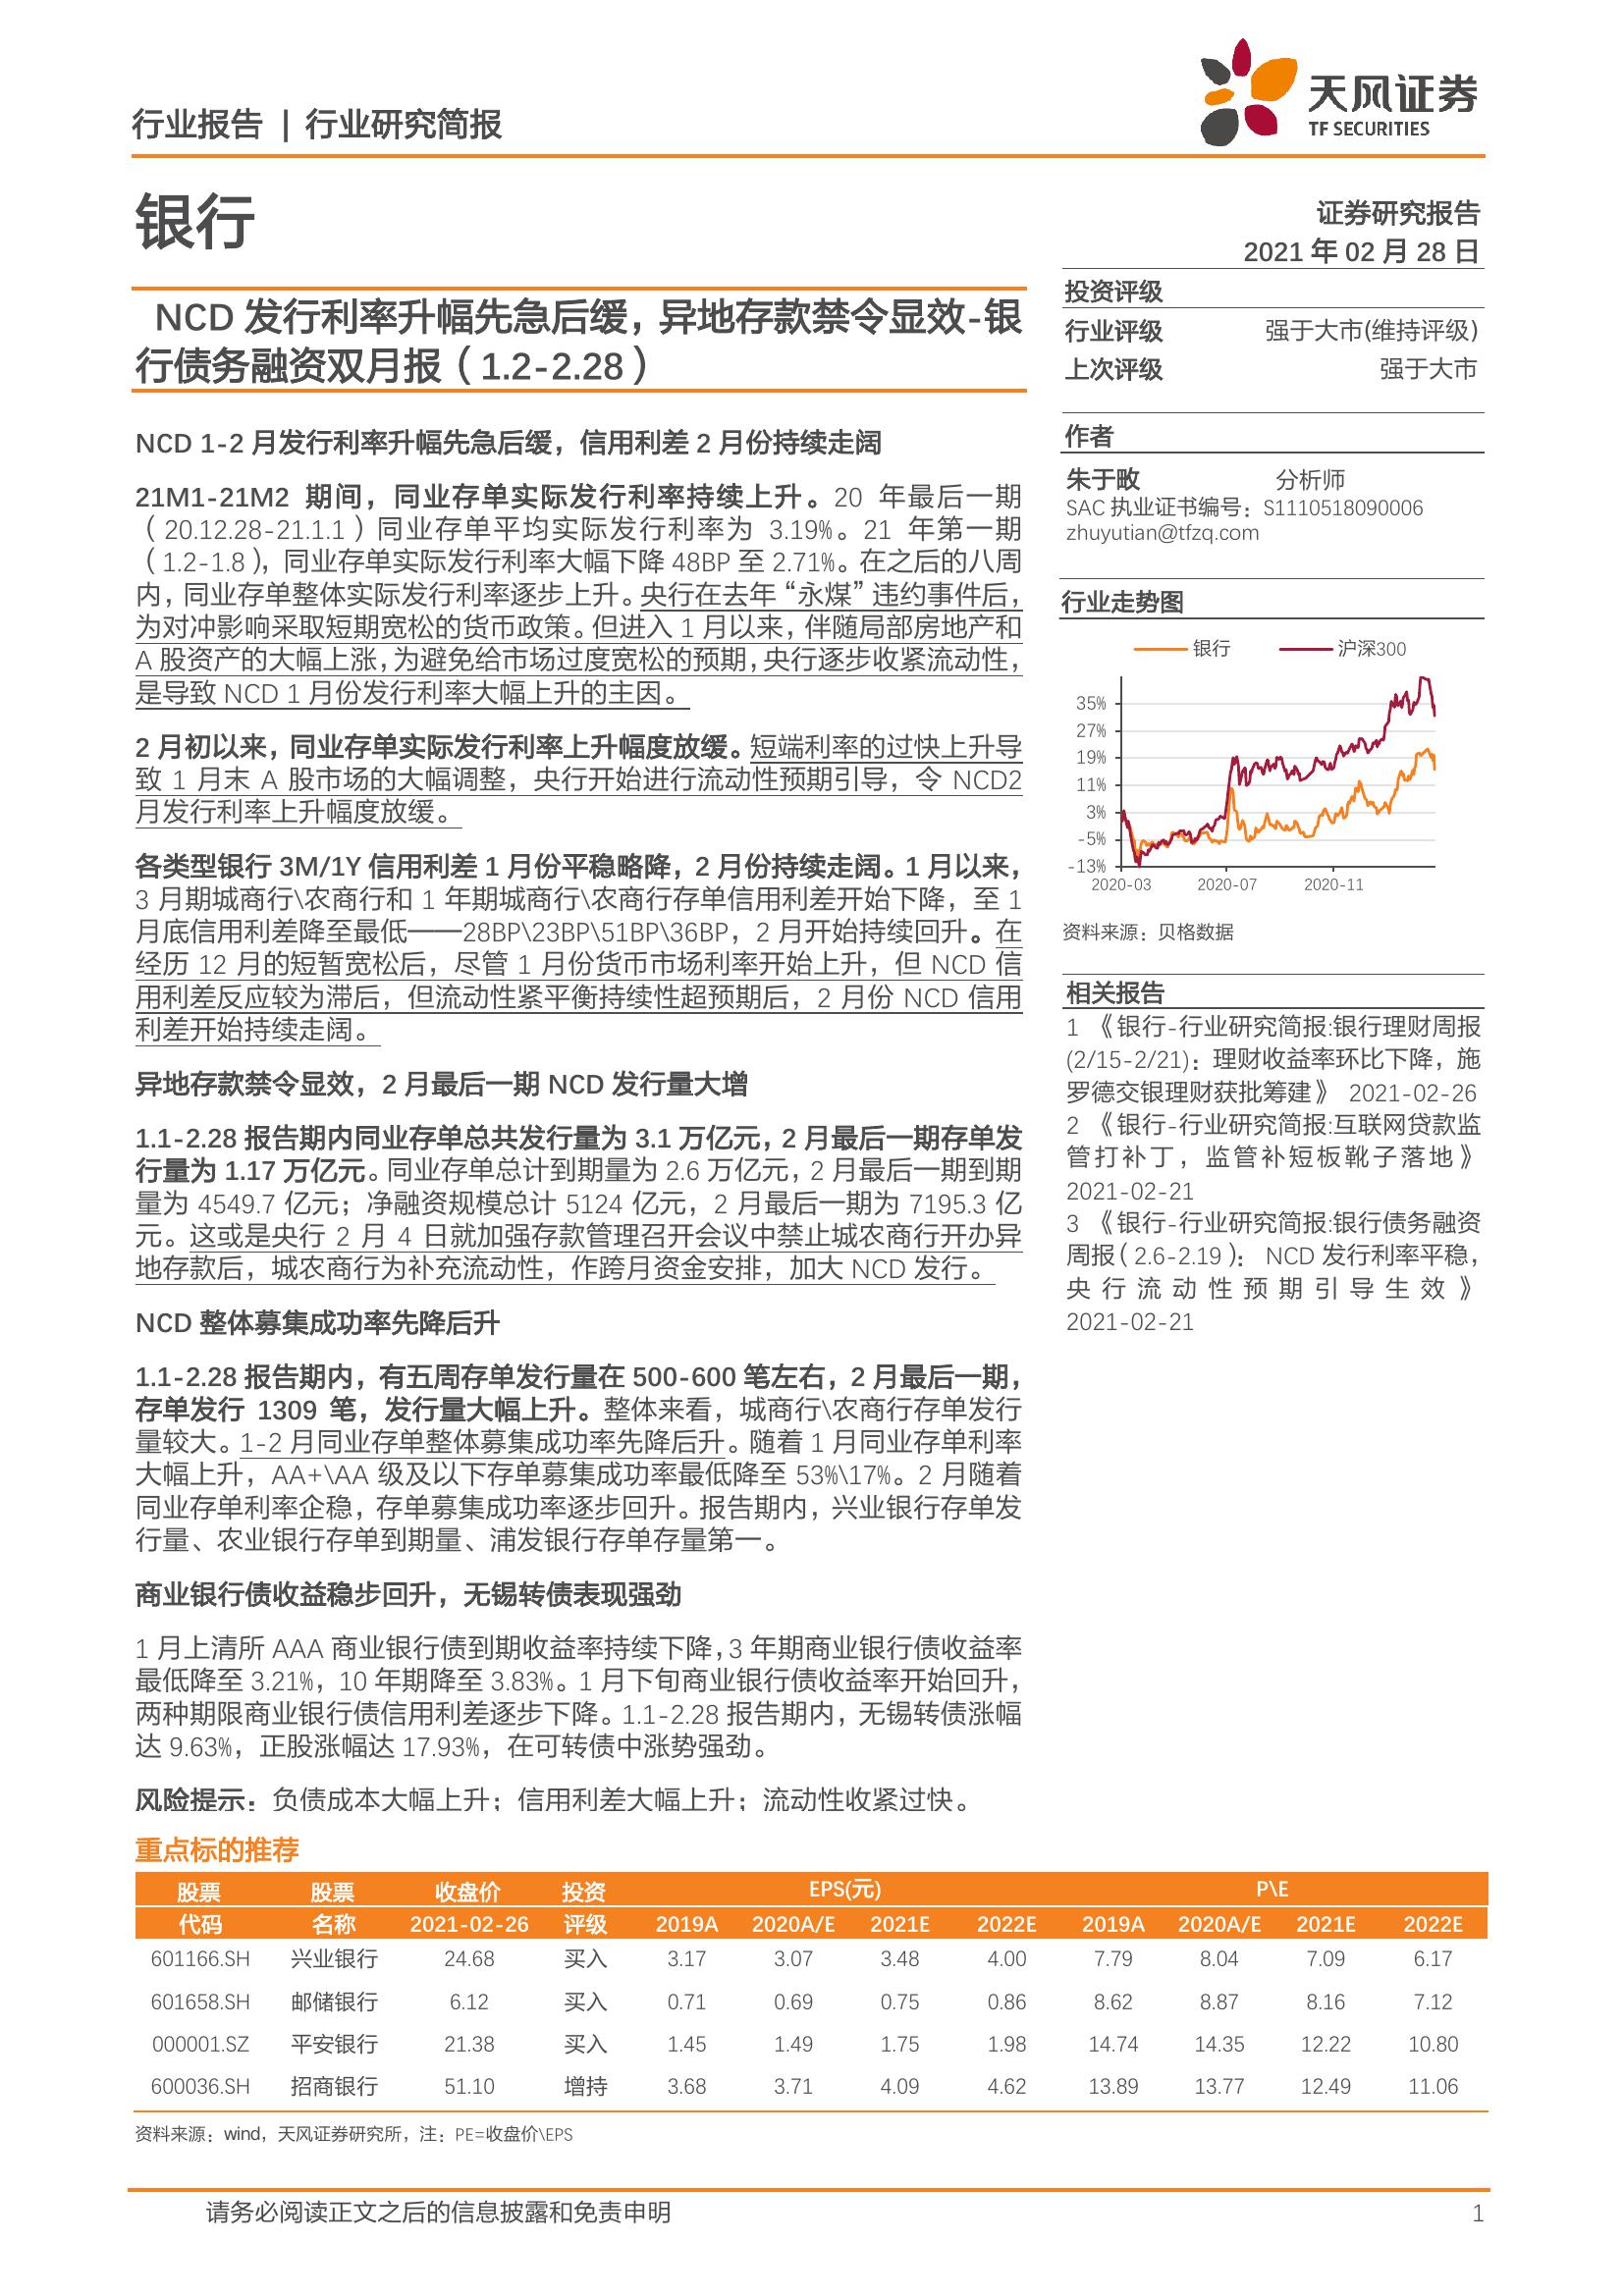 行业报告 | 行业研究简报
天风证券
TF SECURITIES
银行
证券研究报告
2021 年 02 月 28 日
NCD 发行利率升幅先急后缓，异地存款禁令显效-银
行债务融资双月报（1.2-2.28）
NCD 1-2 月发行利率升幅先急后缓，信用利差 2 月份持续走阔
21M1-21M2 期间，同业存单实际发行利率持续上升。20 年最后一期
（20.12.28-21.1.1）同业存单平均实际发行利率为 3.19%。21 年第一期
（1.2-1.8），同业存单实际发行利率大幅下降 48BP 至 2.71%。在之后的八周
内，同业存单整体实际发行利率逐步上升。央行在去年“永煤”违约事件后，
为对冲影响采取短期宽松的货币政策。但进入 1 月以来，伴随局部房地产和
A 股资产的大幅上涨，为避免给市场过度宽松的预期，央行逐步收紧流动性，
是导致 NCD 1 月份发行利率大幅上升的主因。
2 月初以来，同业存单实际发行利率上升幅度放缓。短端利率的过快上升导
致 1 月末 A 股市场的大幅调整，央行开始进行流动性预期引导，令 NCD2
月发行利率上升幅度放缓。
各类型银行 3M/1Y 信用利差 1 月份平稳略降，2 月份持续走阔。1 月以来，
3 月期城商行\农商行和 1 年期城商行\农商行存单信用利差开始下降，至 1
月底信用利差降至最低——28BP\23BP\51BP\36BP，2 月开始持续回升。在
经历 12 月的短暂宽松后，尽管 1 月份货币市场利率开始上升，但 NCD 信
用利差反应较为滞后，但流动性紧平衡持续性超预期后，2 月份 NCD 信用
利差开始持续走阔。
异地存款禁令显效，2 月最后一期 NCD 发行量大增
1.1-2.28 报告期内同业存单总共发行量为 3.1 万亿元，2 月最后一期存单发
行量为 1.17 万亿元。同业存单总计到期量为 2.6 万亿元，2 月最后一期到期
量为 4549.7 亿元；净融资规模总计 5124 亿元，2 月最后一期为 7195.3 亿
元。这或是央行 2 月 4 日就加强存款管理召开会议中禁止城农商行开办异
地存款后，城农商行为补充流动性，作跨月资金安排，加大 NCD 发行。
NCD 整体募集成功率先降后升
1.1-2.28 报告期内，有五周存单发行量在 500-600 笔左右，2 月最后一期，
存单发行 1309 笔，发行量大幅上升。整体来看，城商行\农商行存单发行
量较大。1-2 月同业存单整体募集成功率先降后升。随着 1 月同业存单利率
大幅上升，AA+\AA 级及以下存单募集成功率最低降至 53%\17%。2 月随着
同业存单利率企稳，存单募集成功率逐步回升。报告期内，兴业银行存单发
行量、农业银行存单到期量、浦发银行存单存量第一。
商业银行债收益稳步回升，无锡转债表现强劲
1 月上清所 AAA 商业银行债到期收益率持续下降，3 年期商业银行债收益率
最低降至 3.21%，10 年期降至 3.83%。1 月下旬商业银行债收益率开始回升，
两种期限商业银行债信用利差逐步下降。1.1-2.28 报告期内，无锡转债涨幅
达 9.63%，正股涨幅达 17.93%，在可转债中涨势强劲。
风险提示：负债成本大幅上升；信用利差大幅上升；流动性收紧过快。
投资评级
行业评级 强于大市(维持评级)
上次评级 强于大市
作者
朱于畋 分析师
SAC 执业证书编号：S1110518090006
zhuyutian@tfzq.com
行业走势图
银行 沪深300
35%
27%
19%
11%
3%
-5%
-13%
2020-03 2020-07 2020-11
资料来源：贝格数据
相关报告
1 《银行-行业研究简报:银行理财周报
(2/15-2/21)：理财收益率环比下降，施
罗德交银理财获批筹建》 2021-02-26
2 《银行-行业研究简报:互联网贷款监
管打补丁，监管补短板靴子落地》
2021-02-21
3 《银行-行业研究简报:银行债务融资
周报（2.6-2.19）： NCD 发行利率平稳，
央行流动性预期引导生效》
2021-02-21
重点标的推荐
股票 股票 收盘价 投资 EPS(元) P\E
代码 名称 2021-02-26 评级 2019A 2020A/E 2021E 2022E 2019A 2020A/E 2021E 2022E
601166.SH 兴业银行 24.68 买入 3.17 3.07 3.48 4.00 7.79 8.04 7.09 6.17
601658.SH 邮储银行 6.12 买入 0.71 0.69 0.75 0.86 8.62 8.87 8.16 7.12
000001.SZ 平安银行 21.38 买入 1.45 1.49 1.75 1.98 14.74 14.35 12.22 10.80
600036.SH 招商银行 51.10 增持 3.68 3.71 4.09 4.62 13.89 13.77 12.49 11.06
资料来源：wind，天风证券研究所，注：PE=收盘价\EPS
请务必阅读正文之后的信息披露和免责申明 1